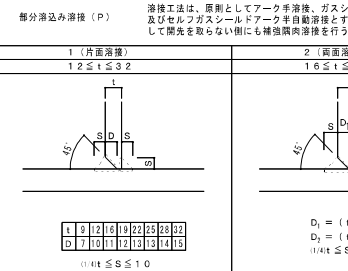 部分溶込み溶接（P）
溶接工法は、原則としてアーク手溶接、ガスシ
及びセルフガスシールドアーク半自動溶接とす
して開先を取らない側にも補強隅肉溶接を行う
1（片面溶接）
2（両面溶
12≦t≦32
16≦t≦
t
S D S
45°
S
S D₁
45°
t 9 12 16 19 22 25 28 32
D 7 10 11 12 13 13 14 15
(1/4)t≦S≦10
D₁ =（t
D₂ =（t
(1/4)t≦S